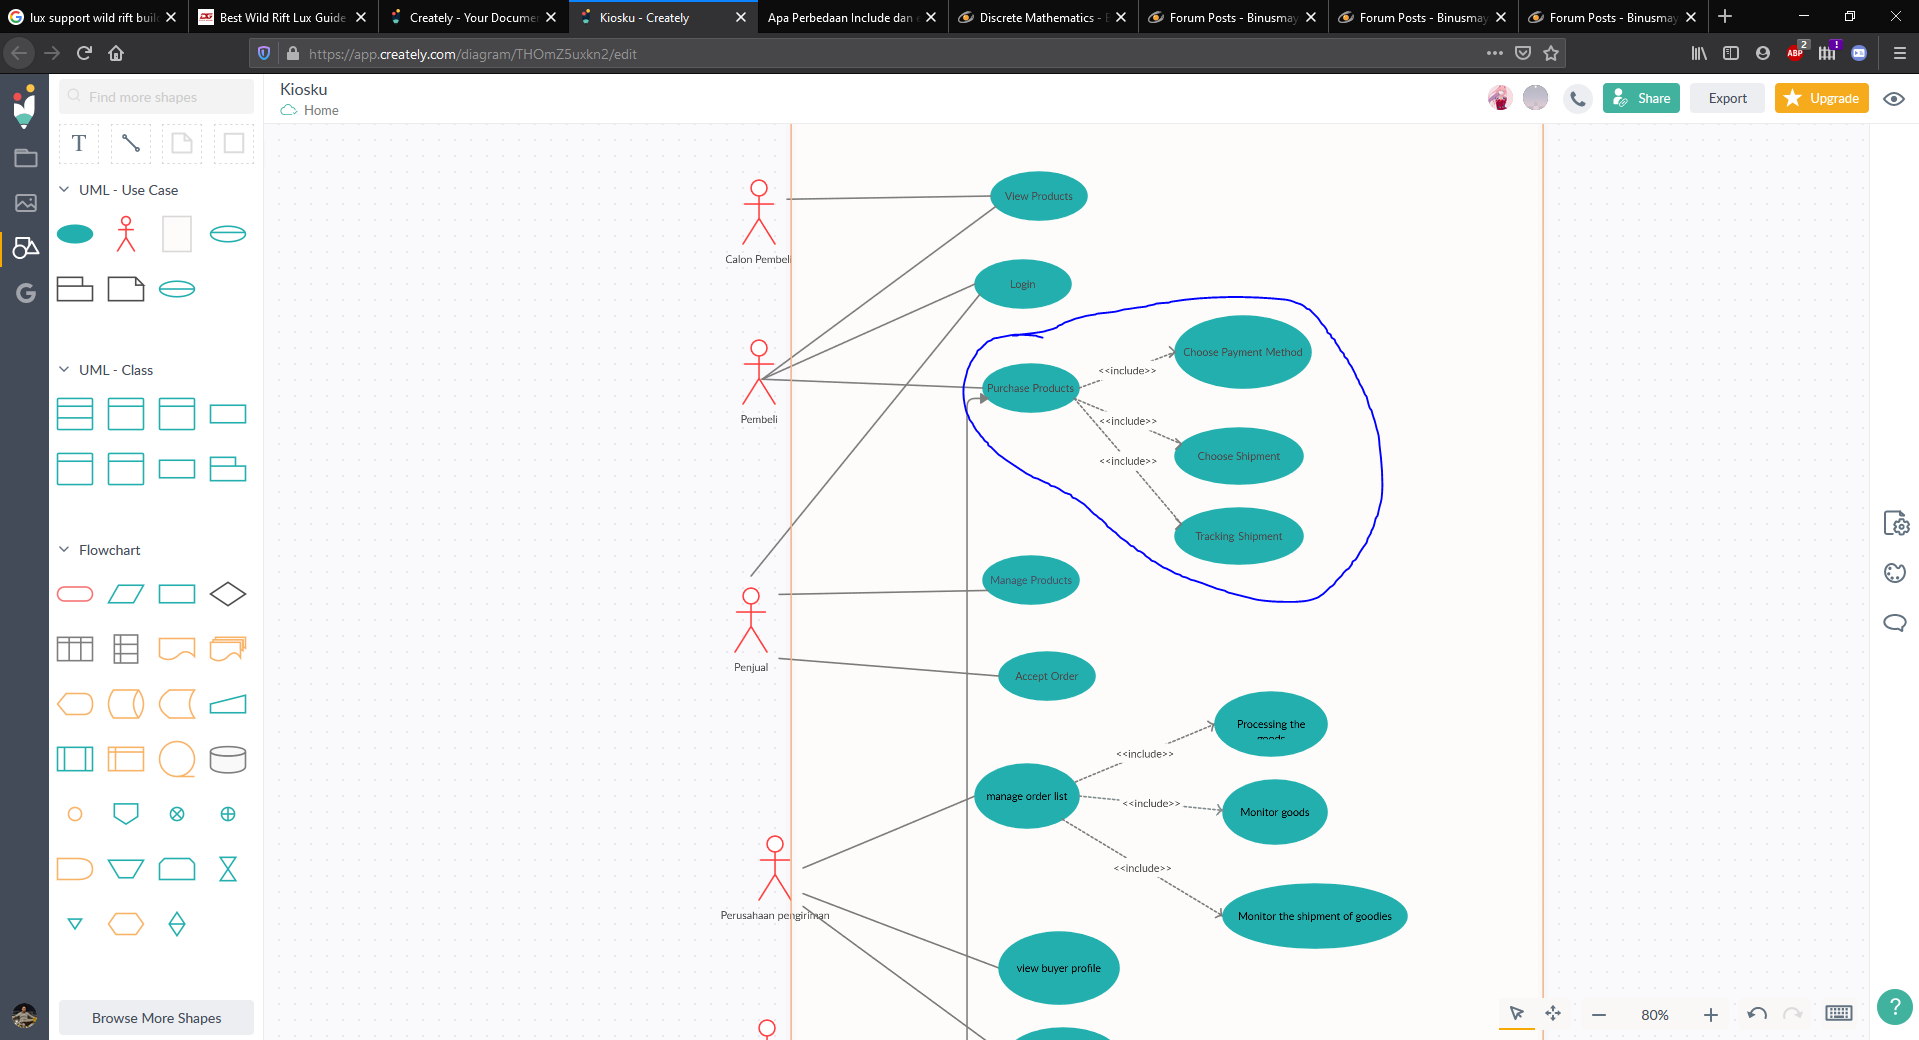 lux support wild rift buil
Best Wild Rift Lux Guide
Creately - Your Docume
Kiosku - Creately
Apa Perbedaan Include dan e
Discrete Mathematics - E
Forum Posts - Binusmay
Forum Posts - Binusmay
Forum Posts - Binusmay
https://app.creately.com/diagram/THOmZ5uxkn2/edit
ABP
2
!
Find more shapes
Kiosku
Home
Share
Export
Upgrade
T
UML - Use Case
UML - Class
Flowchart
Browse More Shapes
G
View Products
Calon Pembeli
Login
Choose Payment Method
<<include>>
Purchase Products
Pembeli
<<include>>
Choose Shipment
<<include>>
Tracking Shipment
Manage Products
Penjual
Accept Order
Processing the
goods
<<include>>
manage order list
<<include>>
Monitor goods
<<include>>
Perusahaan pengiriman
Monitor the shipment of goodies
view buyer profile
80%
?